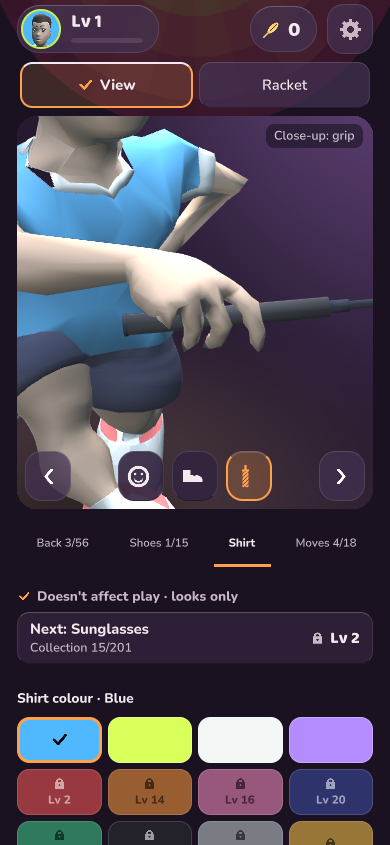 Lv 1
0
View
Racket
Close-up: grip
Back 3/56
Shoes 1/15
Shirt
Moves 4/18
Doesn't affect play · looks only
Next: Sunglasses
Lv 2
Collection 15/201
Shirt colour · Blue
Lv 2
Lv 14
Lv 16
Lv 20